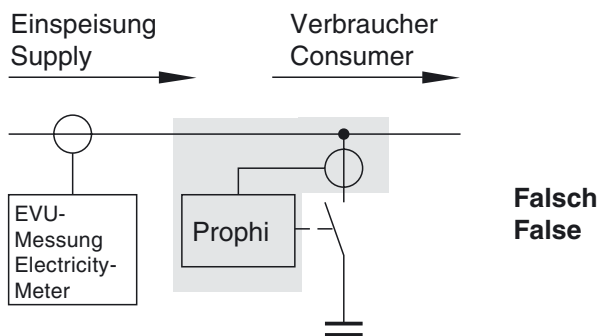 Einspeisung
Supply
Verbraucher
Consumer
EVU-
Messung
Electricity-
Meter
Prophi
Falsch
False